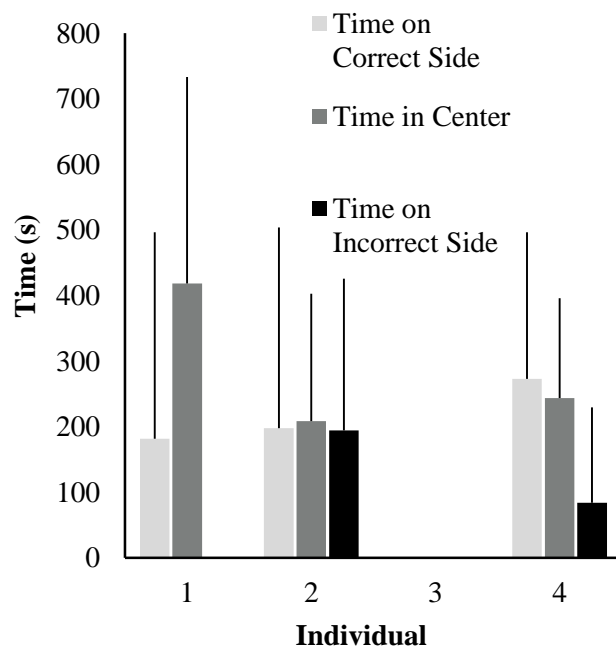 800
700
600
500
400
300
200
100
0
Time (s)
Time on
Correct Side
Time in Center
Time on
Incorrect Side
1 2 3 4
Individual